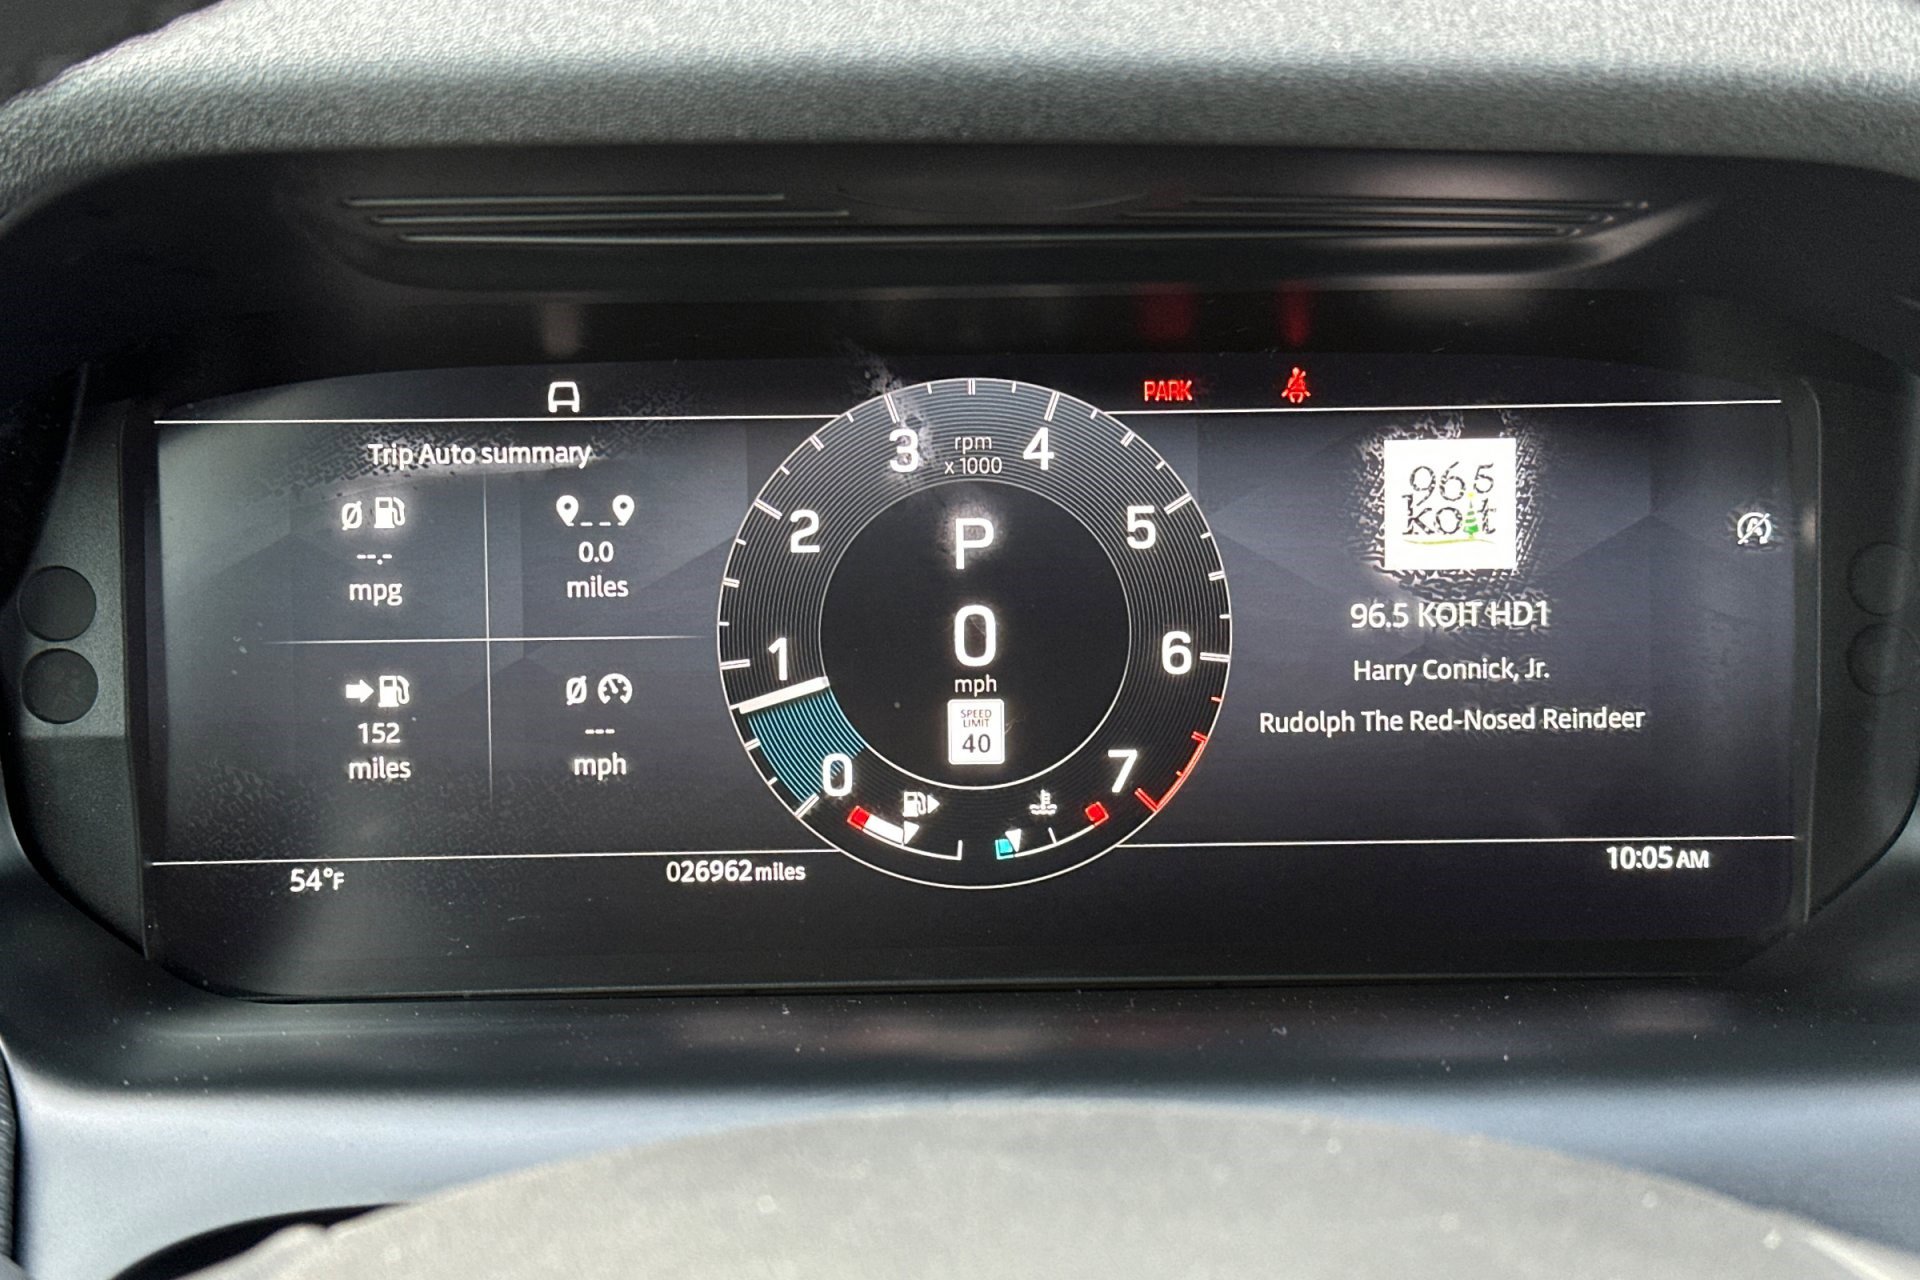 PARK
Trip Auto summary
--.-
mpg
0.0
miles
152
miles
---
mph
3
rpm
x 1000
4
2
5
1
6
0
7
P
0
mph
SPEED
LIMIT
40
96.5
koit
96.5 KOIT HD1
Harry Connick, Jr.
Rudolph The Red-Nosed Reindeer
A
54°F
026962 miles
10:05 AM